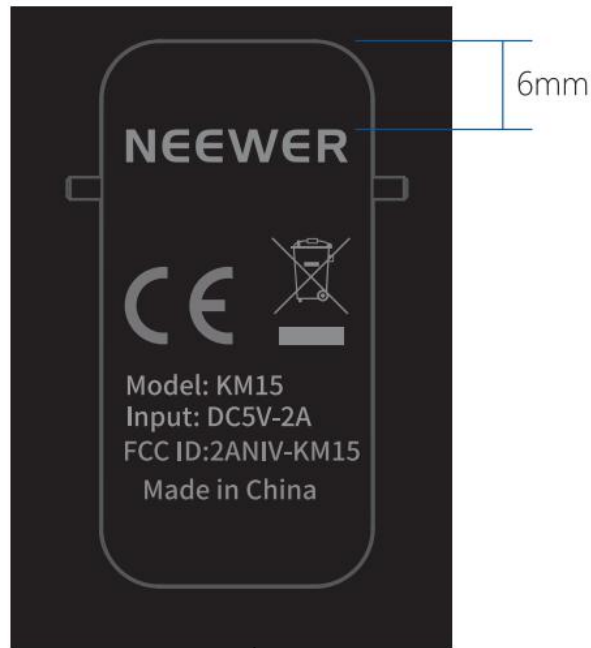 6mm
NEEWER
CE
Model: KM15
Input: DC5V-2A
FCC ID:2ANIV-KM15
Made in China